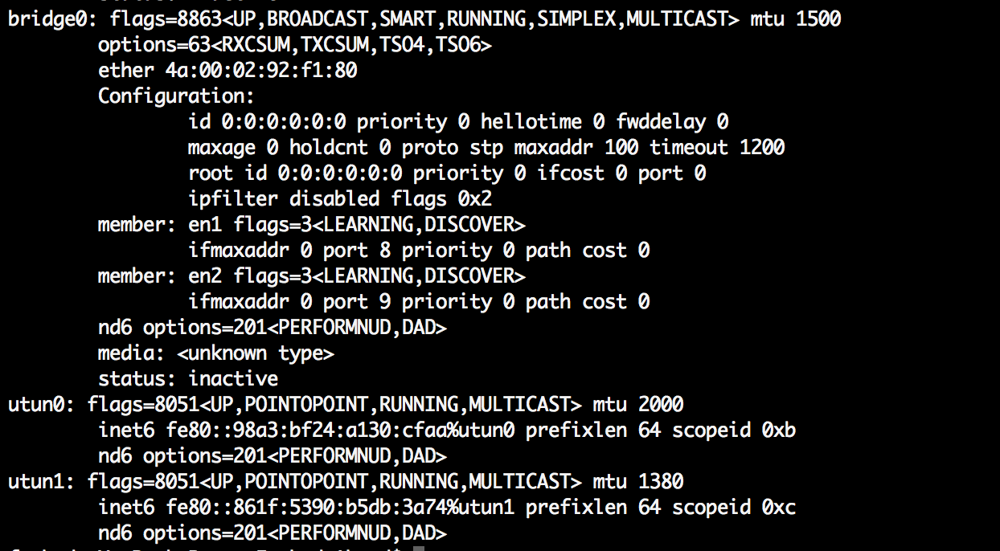 bridge0: flags=8863<UP,BROADCAST,SMART,RUNNING,SIMPLEX,MULTICAST> mtu 1500
options=63<RXCSUM,TXCSUM,TSO4,TSO6>
ether 4a:00:02:92:f1:80
Configuration:
id 0:0:0:0:0:0 priority 0 hellotime 0 fwddelay 0
maxage 0 holdcnt 0 proto stp maxaddr 100 timeout 1200
root id 0:0:0:0:0:0 priority 0 ifcost 0 port 0
ipfilter disabled flags 0x2
member: en1 flags=3<LEARNING,DISCOVER>
ifmaxaddr 0 port 8 priority 0 path cost 0
member: en2 flags=3<LEARNING,DISCOVER>
ifmaxaddr 0 port 9 priority 0 path cost 0
nd6 options=201<PERFORMNUD,DAD>
media: <unknown type>
status: inactive
utun0: flags=8051<UP,POINTOPOINT,RUNNING,MULTICAST> mtu 2000
inet6 fe80::98a3:bf24:a130:cfaa%utun0 prefixlen 64 scopeid 0xb
nd6 options=201<PERFORMNUD,DAD>
utun1: flags=8051<UP,POINTOPOINT,RUNNING,MULTICAST> mtu 1380
inet6 fe80::861f:5390:b5db:3a74%utun1 prefixlen 64 scopeid 0xc
nd6 options=201<PERFORMNUD,DAD>